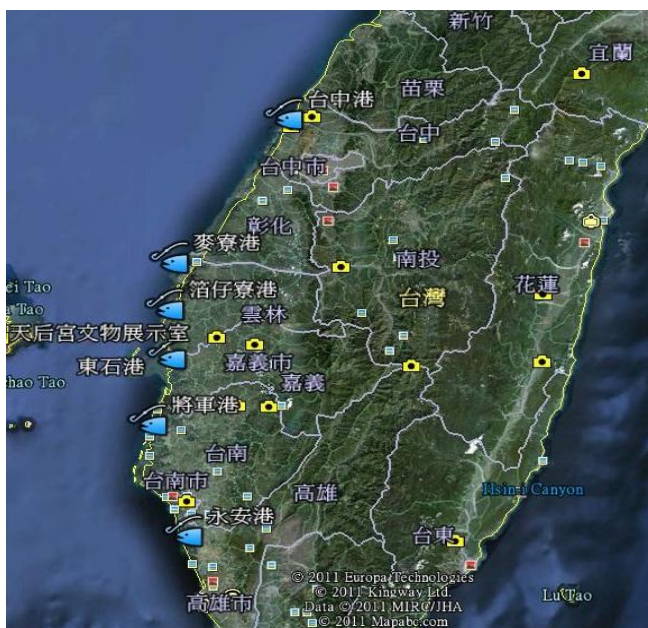 新竹
宜蘭
苗栗
台中港
台中
台中市
彰化
麥寮港
南投
花蓮
台灣
箔仔寮港
雲林
天后宮文物展示室
東石港
嘉義市
嘉義
將軍港
台南
台南市
高雄
Hsin-i Canyon
永安港
台東
© 2011 Europa Technologies
© 2011 Kingway Ltd.
Data © 2011 MIRC/JHA
© 2011 Mapabc.com
高雄市
Lu Tao